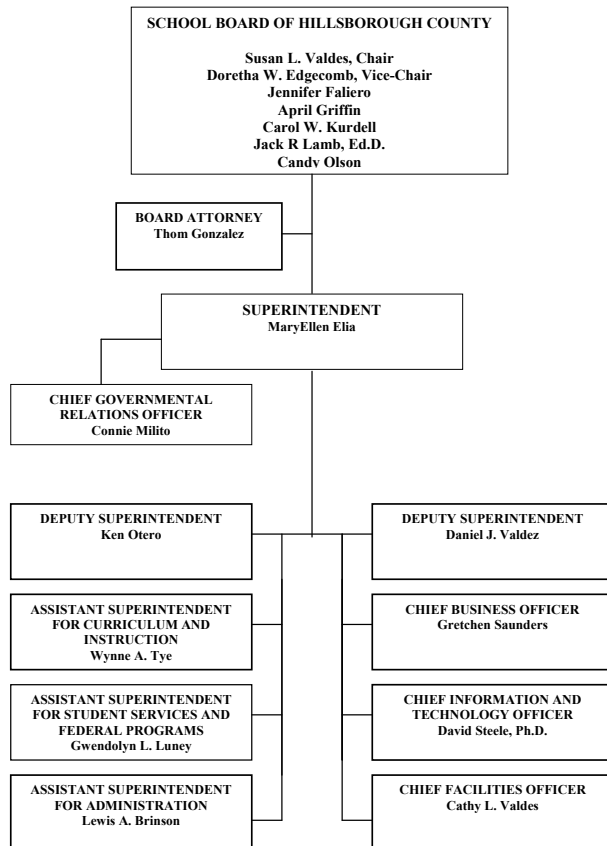 SCHOOL BOARD OF HILLSBOROUGH COUNTY
Susan L. Valdes, Chair
Doretha W. Edgecomb, Vice-Chair
Jennifer Faliero
April Griffin
Carol W. Kurdell
Jack R Lamb, Ed.D.
Candy Olson
BOARD ATTORNEY
Thom Gonzalez
SUPERINTENDENT
MaryEllen Elia
CHIEF GOVERNMENTAL
RELATIONS OFFICER
Connie Milito
DEPUTY SUPERINTENDENT
Ken Otero
DEPUTY SUPERINTENDENT
Daniel J. Valdez
ASSISTANT SUPERINTENDENT
FOR CURRICULUM AND
INSTRUCTION
Wynne A. Tye
CHIEF BUSINESS OFFICER
Gretchen Saunders
ASSISTANT SUPERINTENDENT
FOR STUDENT SERVICES AND
FEDERAL PROGRAMS
Gwendolyn L. Luney
CHIEF INFORMATION AND
TECHNOLOGY OFFICER
David Steele, Ph.D.
ASSISTANT SUPERINTENDENT
FOR ADMINISTRATION
Lewis A. Brinson
CHIEF FACILITIES OFFICER
Cathy L. Valdes